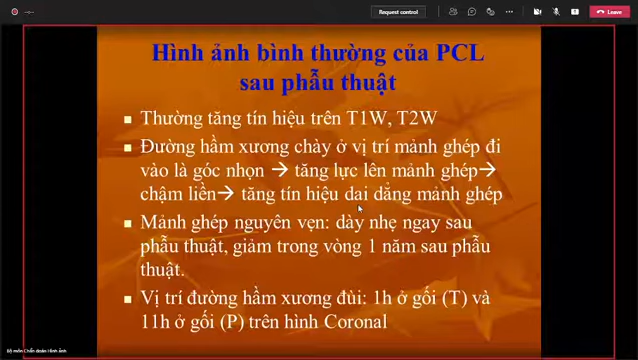 Request control
Leave
Hình ảnh bình thường của PCL
sau phẫu thuật
Thường tăng tín hiệu trên T1W, T2W
Đường hầm xương chày ở vị trí mảnh ghép đi
vào là góc nhọn → tăng lực lên mảnh ghép→
chậm liền→ tăng tín hiệu dai dẳng mảnh ghép
Mảnh ghép nguyên vẹn: dày nhẹ ngay sau
phẫu thuật, giảm trong vòng 1 năm sau phẫu
thuật.
Vị trí đường hầm xương đùi: 1h ở gối (T) và
11h ở gối (P) trên hình Coronal
Bộ môn Chẩn đoán Hình ảnh